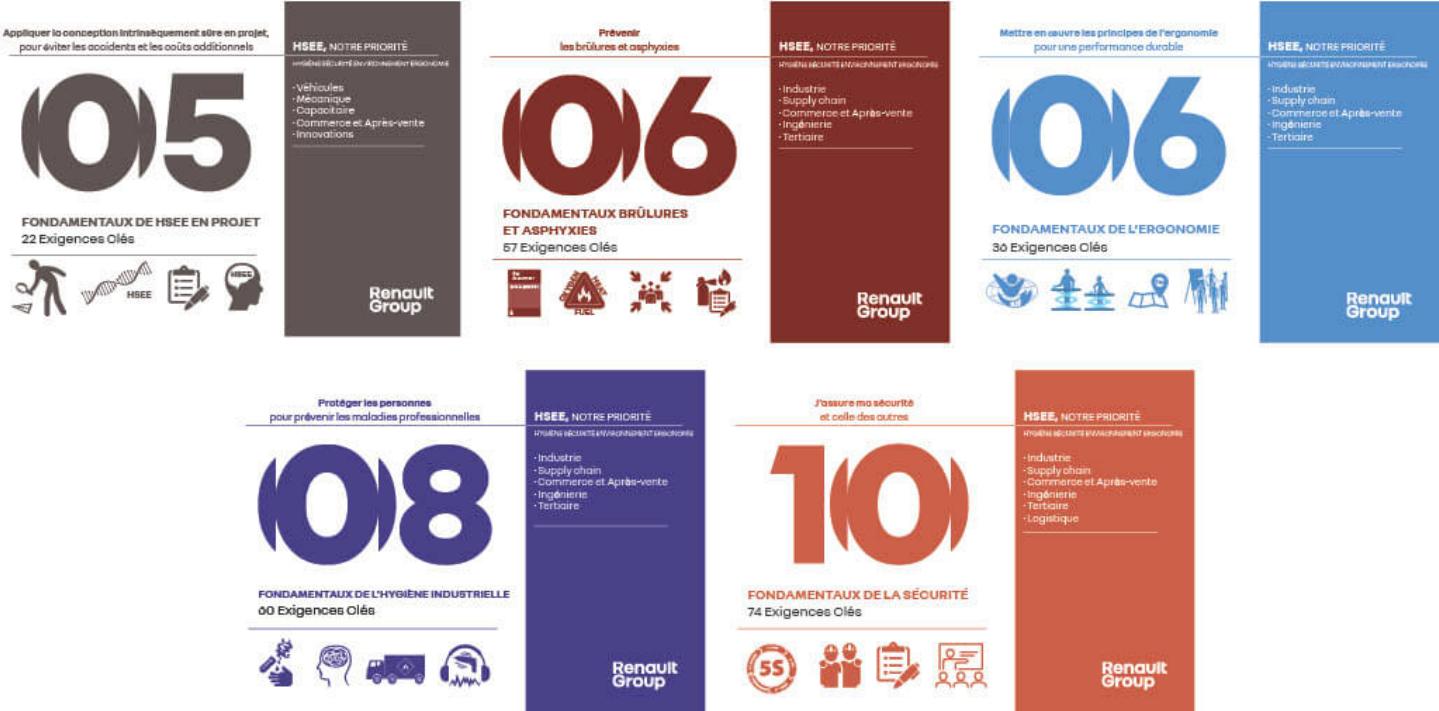 Appliquer la conception intrinsèquement sûre en projet,
pour éviter les accidents et les coûts additionnels
HSEE, NOTRE PRIORITÉ
HYGIÈNE SÉCURITÉ ENVIRONNEMENT ERGONOMIE
05
• Véhicules
• Mécanique
• Capacitaire
• Commerce et Après-vente
• Innovations
FONDAMENTAUX DE HSEE EN PROJET
22 Exigences Clés
HSEE
HSEE
Renault
Group
Prévenir
les brûlures et asphyxies
HSEE, NOTRE PRIORITÉ
HYGIÈNE SÉCURITÉ ENVIRONNEMENT ERGONOMIE
06
• Industrie
• Supply chain
• Commerce et Après-vente
• Ingénierie
• Tertiaire
FONDAMENTAUX BRÛLURES
ET ASPHYXIES
57 Exigences Clés
OXYGEN
HEAT
FUEL
Renault
Group
Mettre en œuvre les principes de l'ergonomie
pour une performance durable
HSEE, NOTRE PRIORITÉ
HYGIÈNE SÉCURITÉ ENVIRONNEMENT ERGONOMIE
06
• Industrie
• Supply chain
• Commerce et Après-vente
• Ingénierie
• Tertiaire
FONDAMENTAUX DE L'ERGONOMIE
36 Exigences Clés
Renault
Group
Protéger les personnes
pour prévenir les maladies professionnelles
HSEE, NOTRE PRIORITÉ
HYGIÈNE SÉCURITÉ ENVIRONNEMENT ERGONOMIE
08
• Industrie
• Supply chain
• Commerce et Après-vente
• Ingénierie
• Tertiaire
FONDAMENTAUX DE L'HYGIÈNE INDUSTRIELLE
60 Exigences Clés
Renault
Group
J'assure ma sécurité
et celle des autres
HSEE, NOTRE PRIORITÉ
HYGIÈNE SÉCURITÉ ENVIRONNEMENT ERGONOMIE
10
• Industrie
• Supply chain
• Commerce et Après-vente
• Ingénierie
• Tertiaire
• Logistique
FONDAMENTAUX DE LA SÉCURITÉ
74 Exigences Clés
5S
Renault
Group